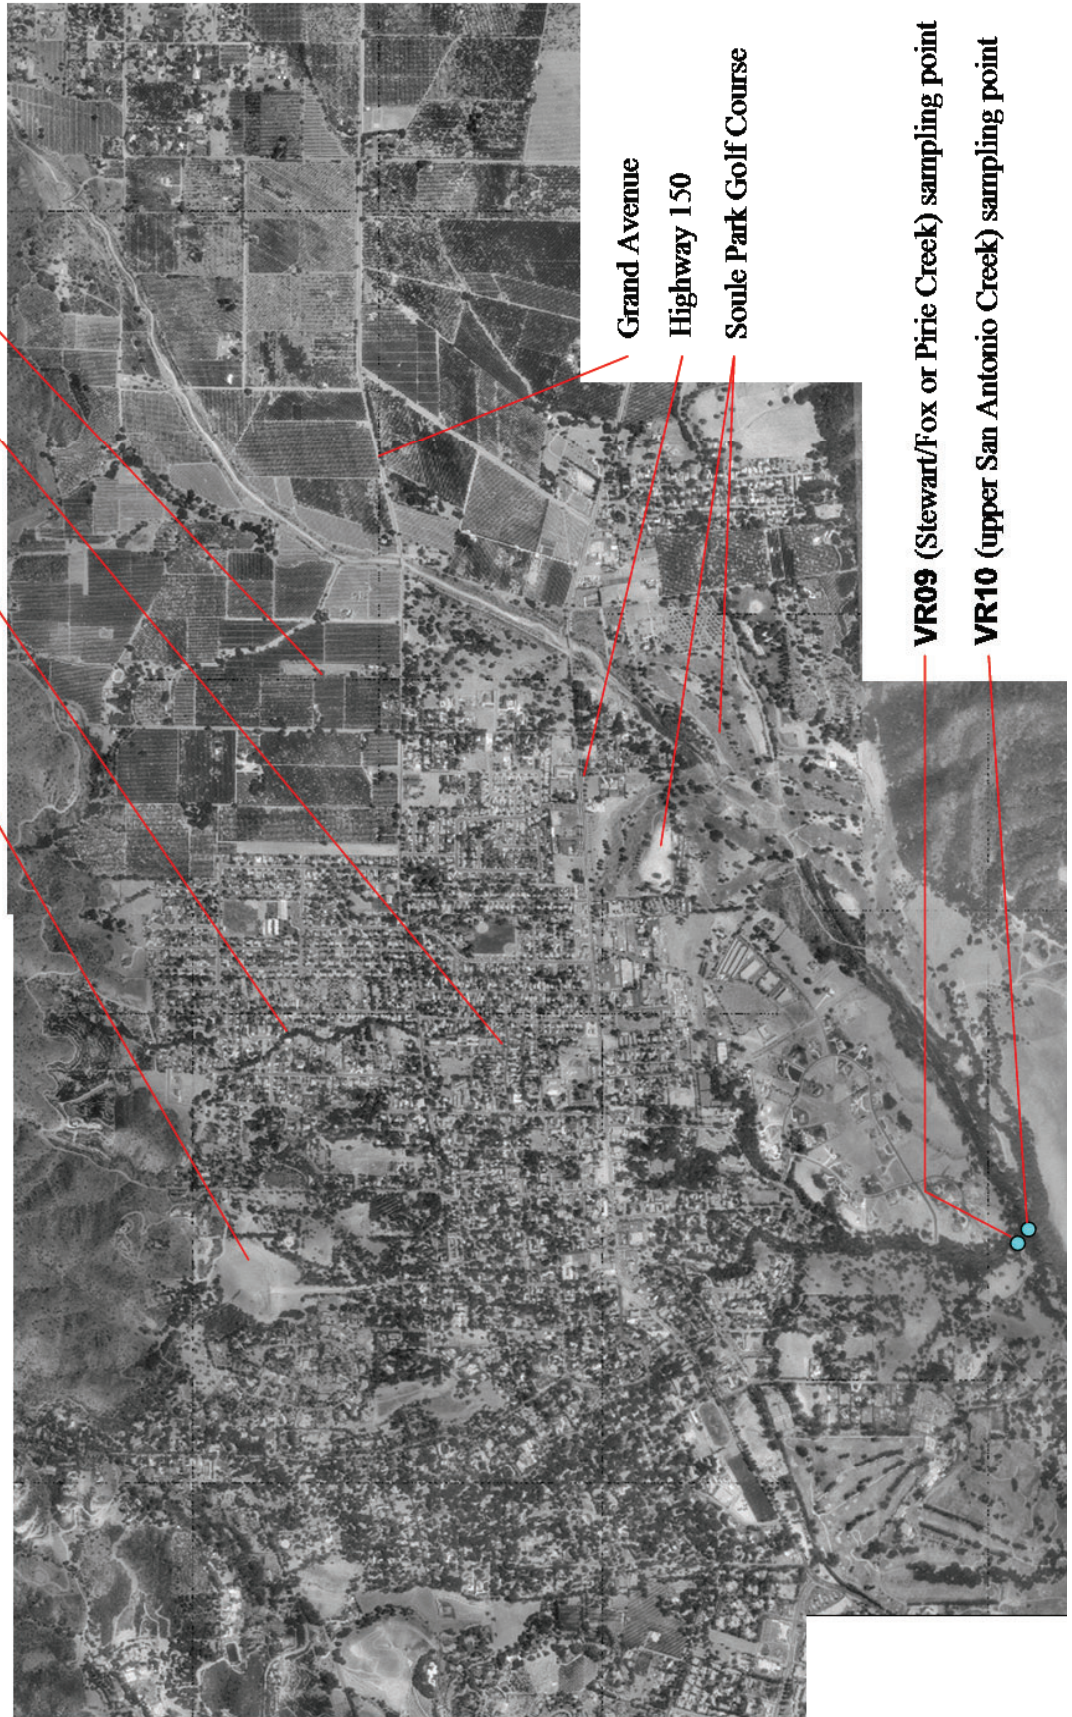 Grand Avenue
Highway 150
Soule Park Golf Course
VR09 (Stewart/Fox or Pirie Creek) sampling point
VR10 (upper San Antonio Creek) sampling point